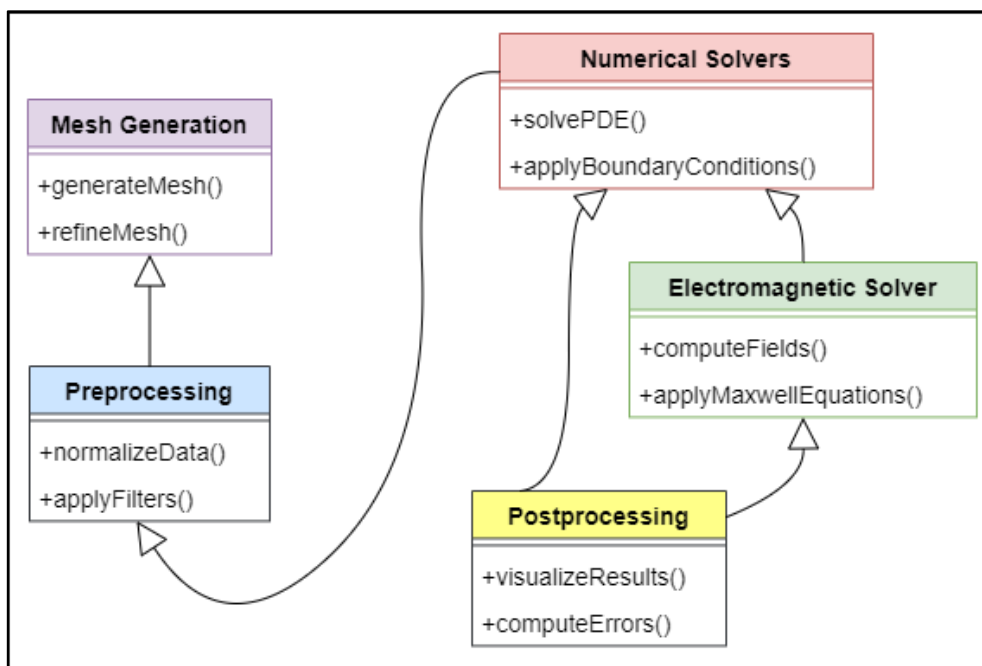 Mesh Generation
+generateMesh()
+refineMesh()
Preprocessing
+normalizeData()
+applyFilters()
Numerical Solvers
+solvePDE()
+applyBoundaryConditions()
Electromagnetic Solver
+computeFields()
+applyMaxwellEquations()
Postprocessing
+visualizeResults()
+computeErrors()